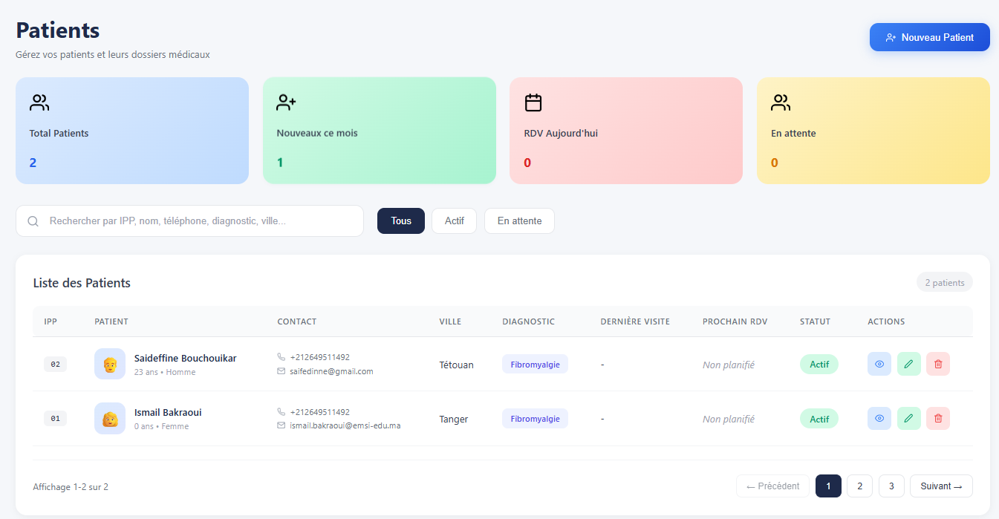 Patients
Gérez vos patients et leurs dossiers médicaux
Nouveau Patient
Total Patients
2
Nouveaux ce mois
1
RDV Aujourd'hui
0
En attente
0
Rechercher par IPP, nom, téléphone, diagnostic, ville...
Tous
Actif
En attente
Liste des Patients
2 patients
IPP PATIENT CONTACT VILLE DIAGNOSTIC DERNIÈRE VISITE PROCHAIN RDV STATUT ACTIONS
02 Saideffine Bouchouikar +212649511492 Tétouan Fibromyalgie - Non planifié Actif
23 ans • Homme saifedinne@gmail.com
01 Ismail Bakraoui +212649511492 Tanger Fibromyalgie - Non planifié Actif
0 ans • Femme ismail.bakraoui@emsi-edu.ma
Affichage 1-2 sur 2
← Précédent 1 2 3 Suivant →